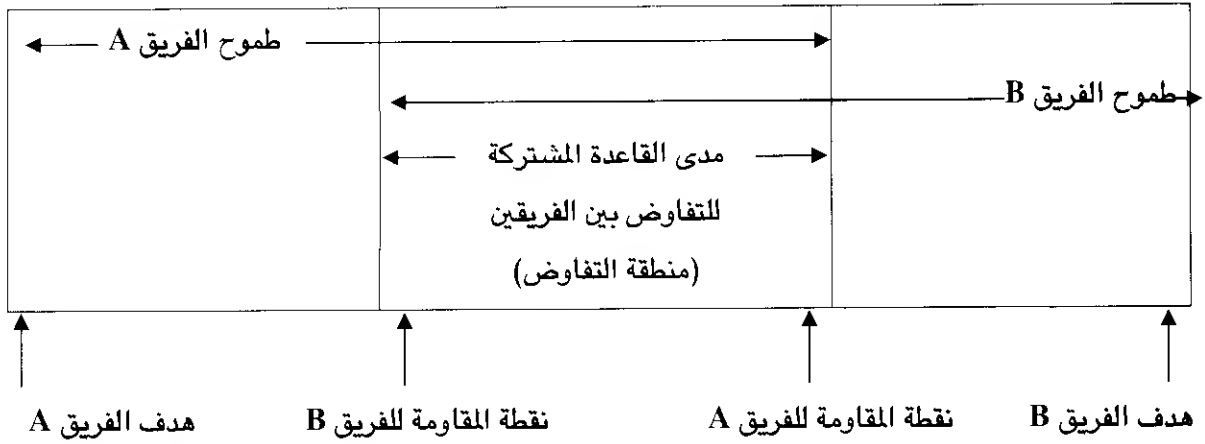 طموح الفريق A
طموح الفريق B
مدى القاعدة المشتركة
للتفاوض بين الفريقين
(منطقة التفاوض)
هدف الفريق B
نقطة المقاومة للفريق A
نقطة المقاومة للفريق B
هدف الفريق A